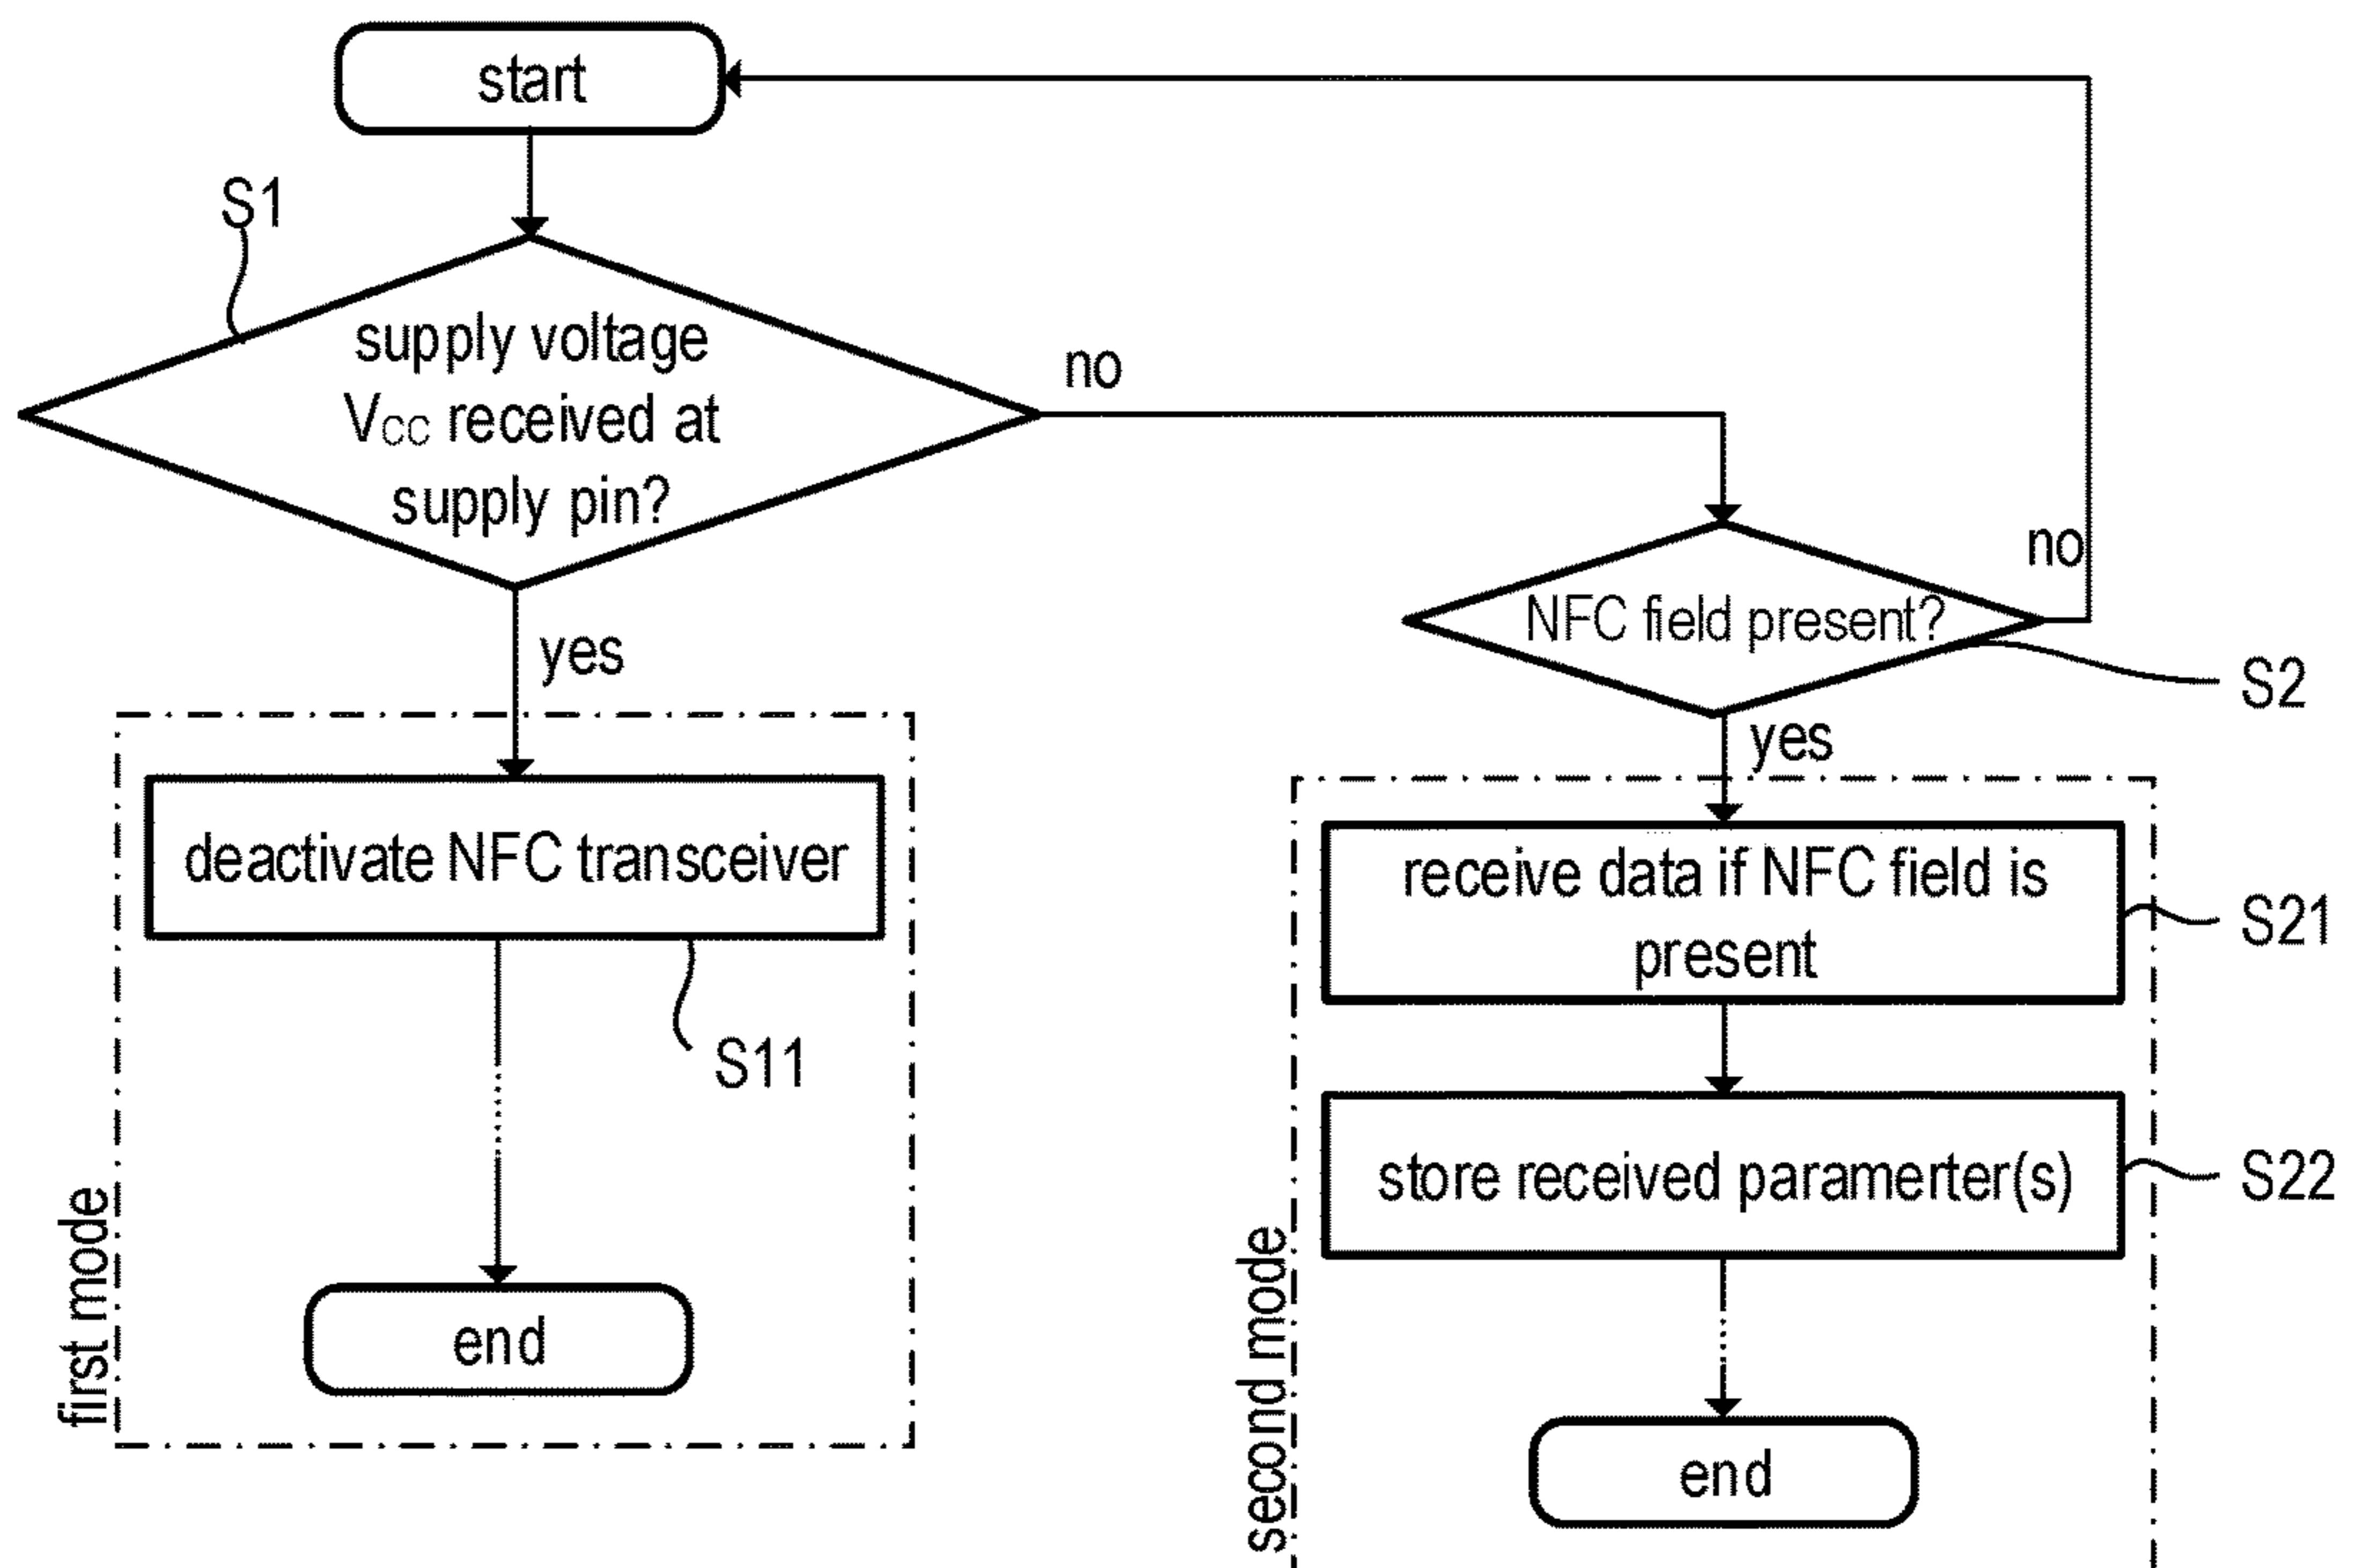 start
S1
supply voltage
VCC received at
supply pin?
no
yes
NFC field present?
no
S2
yes
first mode
deactivate NFC transceiver
S11
end
second mode
receive data if NFC field is
present
S21
store received paramerter(s)
S22
end